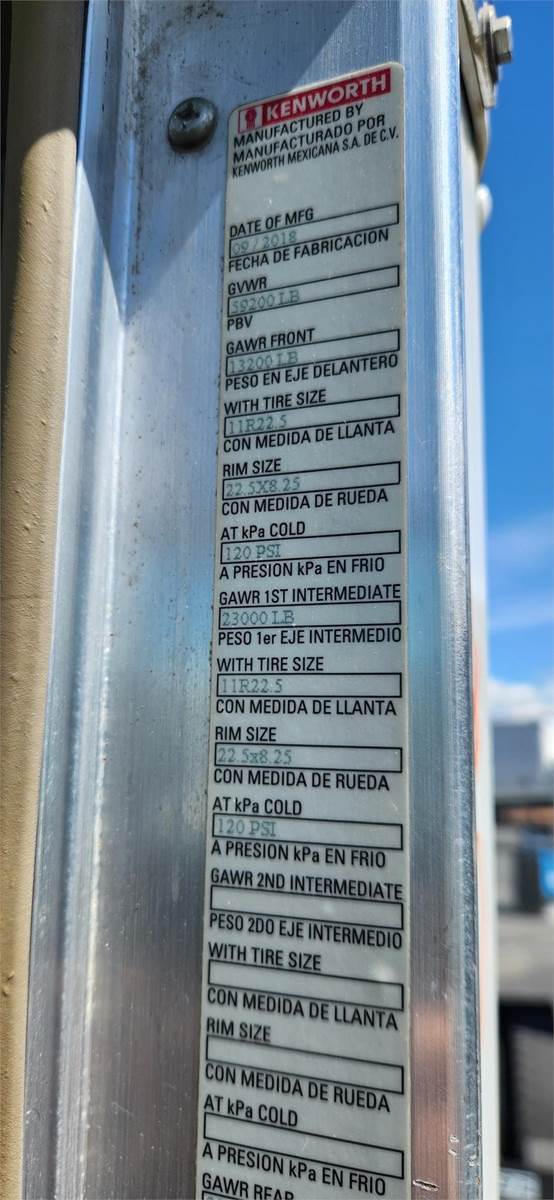 KENWORTH
MANUFACTURED BY
MANUFACTURADO POR
KENWORTH MEXICANA S.A. DE C.V.
DATE OF MFG
09/2018
FECHA DE FABRICACION
GVWR
59200 LB
PBV
GAWR FRONT
13200 LB
PESO EN EJE DELANTERO
WITH TIRE SIZE
11R22.5
CON MEDIDA DE LLANTA
RIM SIZE
22.5X8.25
CON MEDIDA DE RUEDA
AT kPa COLD
120 PSI
A PRESION kPa EN FRIO
GAWR 1ST INTERMEDIATE
23000 LB
PESO 1er EJE INTERMEDIO
WITH TIRE SIZE
11R22.5
CON MEDIDA DE LLANTA
RIM SIZE
22.5x8.25
CON MEDIDA DE RUEDA
AT kPa COLD
120 PSI
A PRESION kPa EN FRIO
GAWR 2ND INTERMEDIATE
PESO 2DO EJE INTERMEDIO
WITH TIRE SIZE
CON MEDIDA DE LLANTA
RIM SIZE
CON MEDIDA DE RUEDA
AT kPa COLD
A PRESION kPa EN FRIO
GAWR REAR